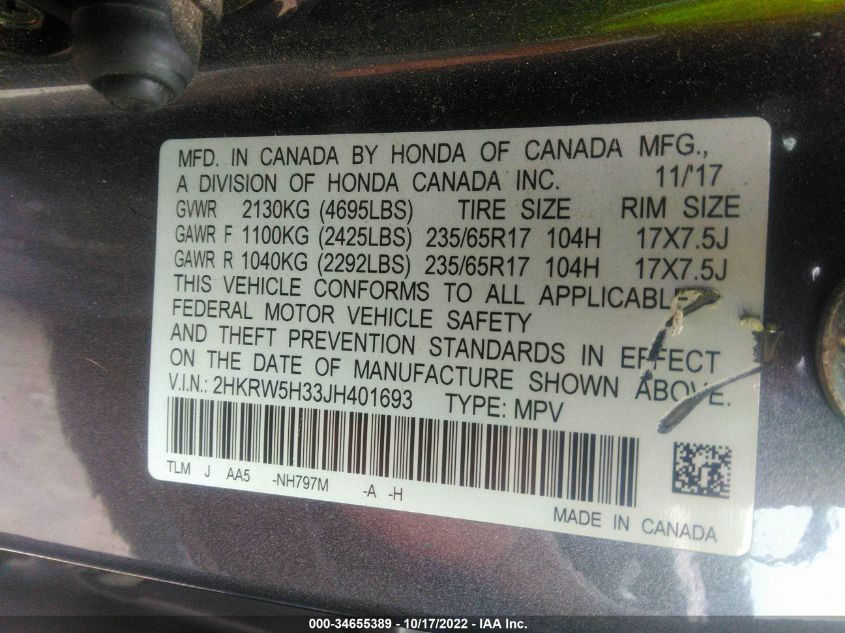 MFD. IN CANADA BY HONDA OF CANADA MFG.,
A DIVISION OF HONDA CANADA INC. 11/'17
GVWR 2130KG (4695LBS) TIRE SIZE RIM SIZE
GAWR F 1100KG (2425LBS) 235/65R17 104H 17X7.5J
GAWR R 1040KG (2292LBS) 235/65R17 104H 17X7.5J
THIS VEHICLE CONFORMS TO ALL APPLICABLE
FEDERAL MOTOR VEHICLE SAFETY
AND THEFT PREVENTION STANDARDS IN EFFECT
ON THE DATE OF MANUFACTURE SHOWN ABOVE.
V.I.N.: 2HKRW5H33JH401693 TYPE: MPV
TLM J AA5 -NH797M -A -H
MADE IN CANADA
000-34655389 - 10/17/2022 - IAA Inc.